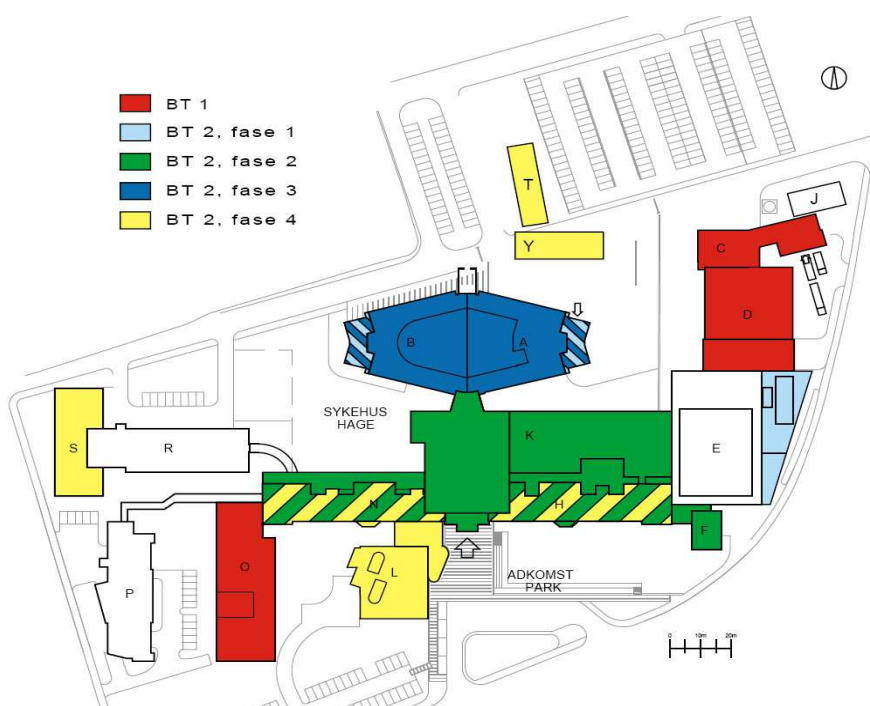 BT 1
BT 2, fase 1
BT 2, fase 2
BT 2, fase 3
BT 2, fase 4
T
Y
J
C
D
B
A
SYKEHUS
HAGE
K
E
S
R
N
H
F
O
L
P
ADKOMST
PARK
0 10m 20m